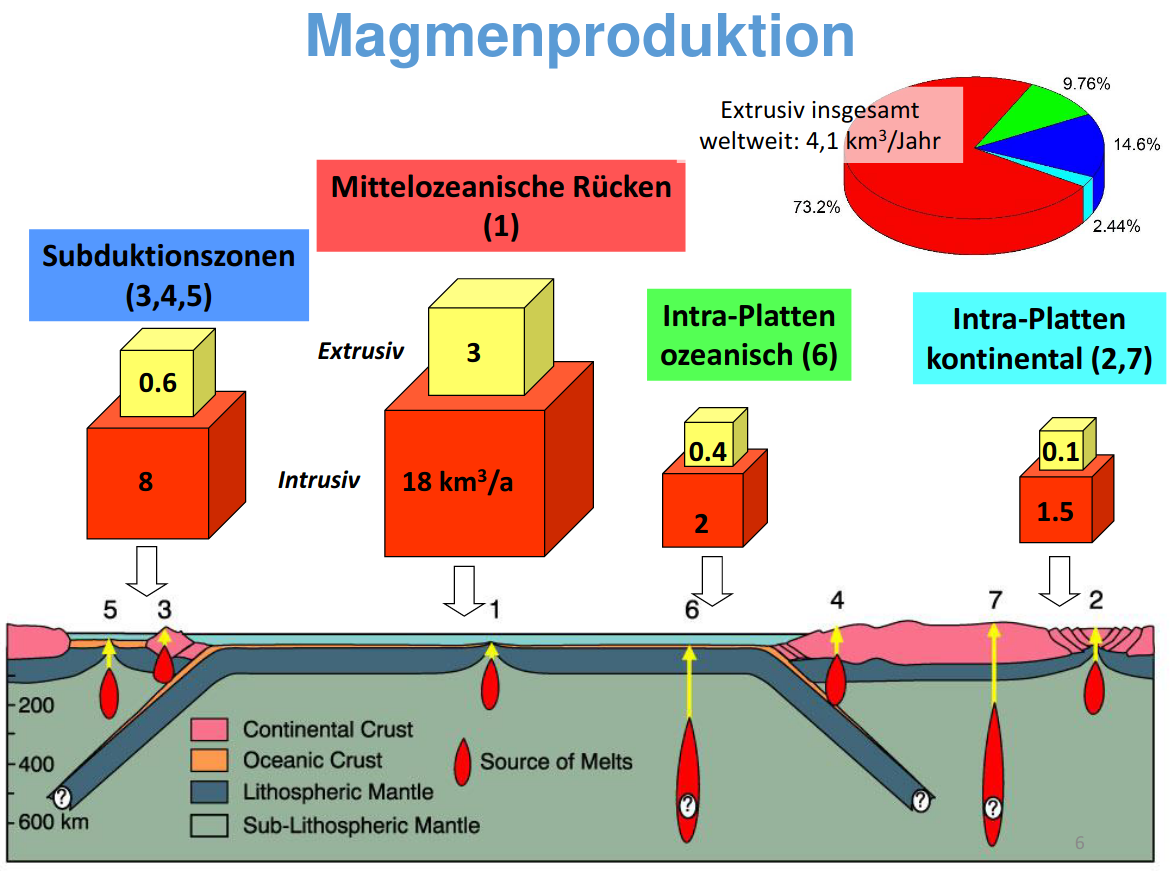 Magmenproduktion
Extrusiv insgesamt
weltweit: 4,1 km³/Jahr
9.76%
14.6%
2.44%
73.2%
Mittelozeanische Rücken
(1)
Subduktionszonen
(3,4,5)
Intra-Platten
ozeanisch (6)
Intra-Platten
kontinental (2,7)
Extrusiv
0.6
3
0.4
0.1
Intrusiv
8
18 km³/a
2
1.5
5
3
1
6
4
7
2
-200
-400
-600 km
Continental Crust
Oceanic Crust
Lithospheric Mantle
Sub-Lithospheric Mantle
Source of Melts
?
?
?
?
6